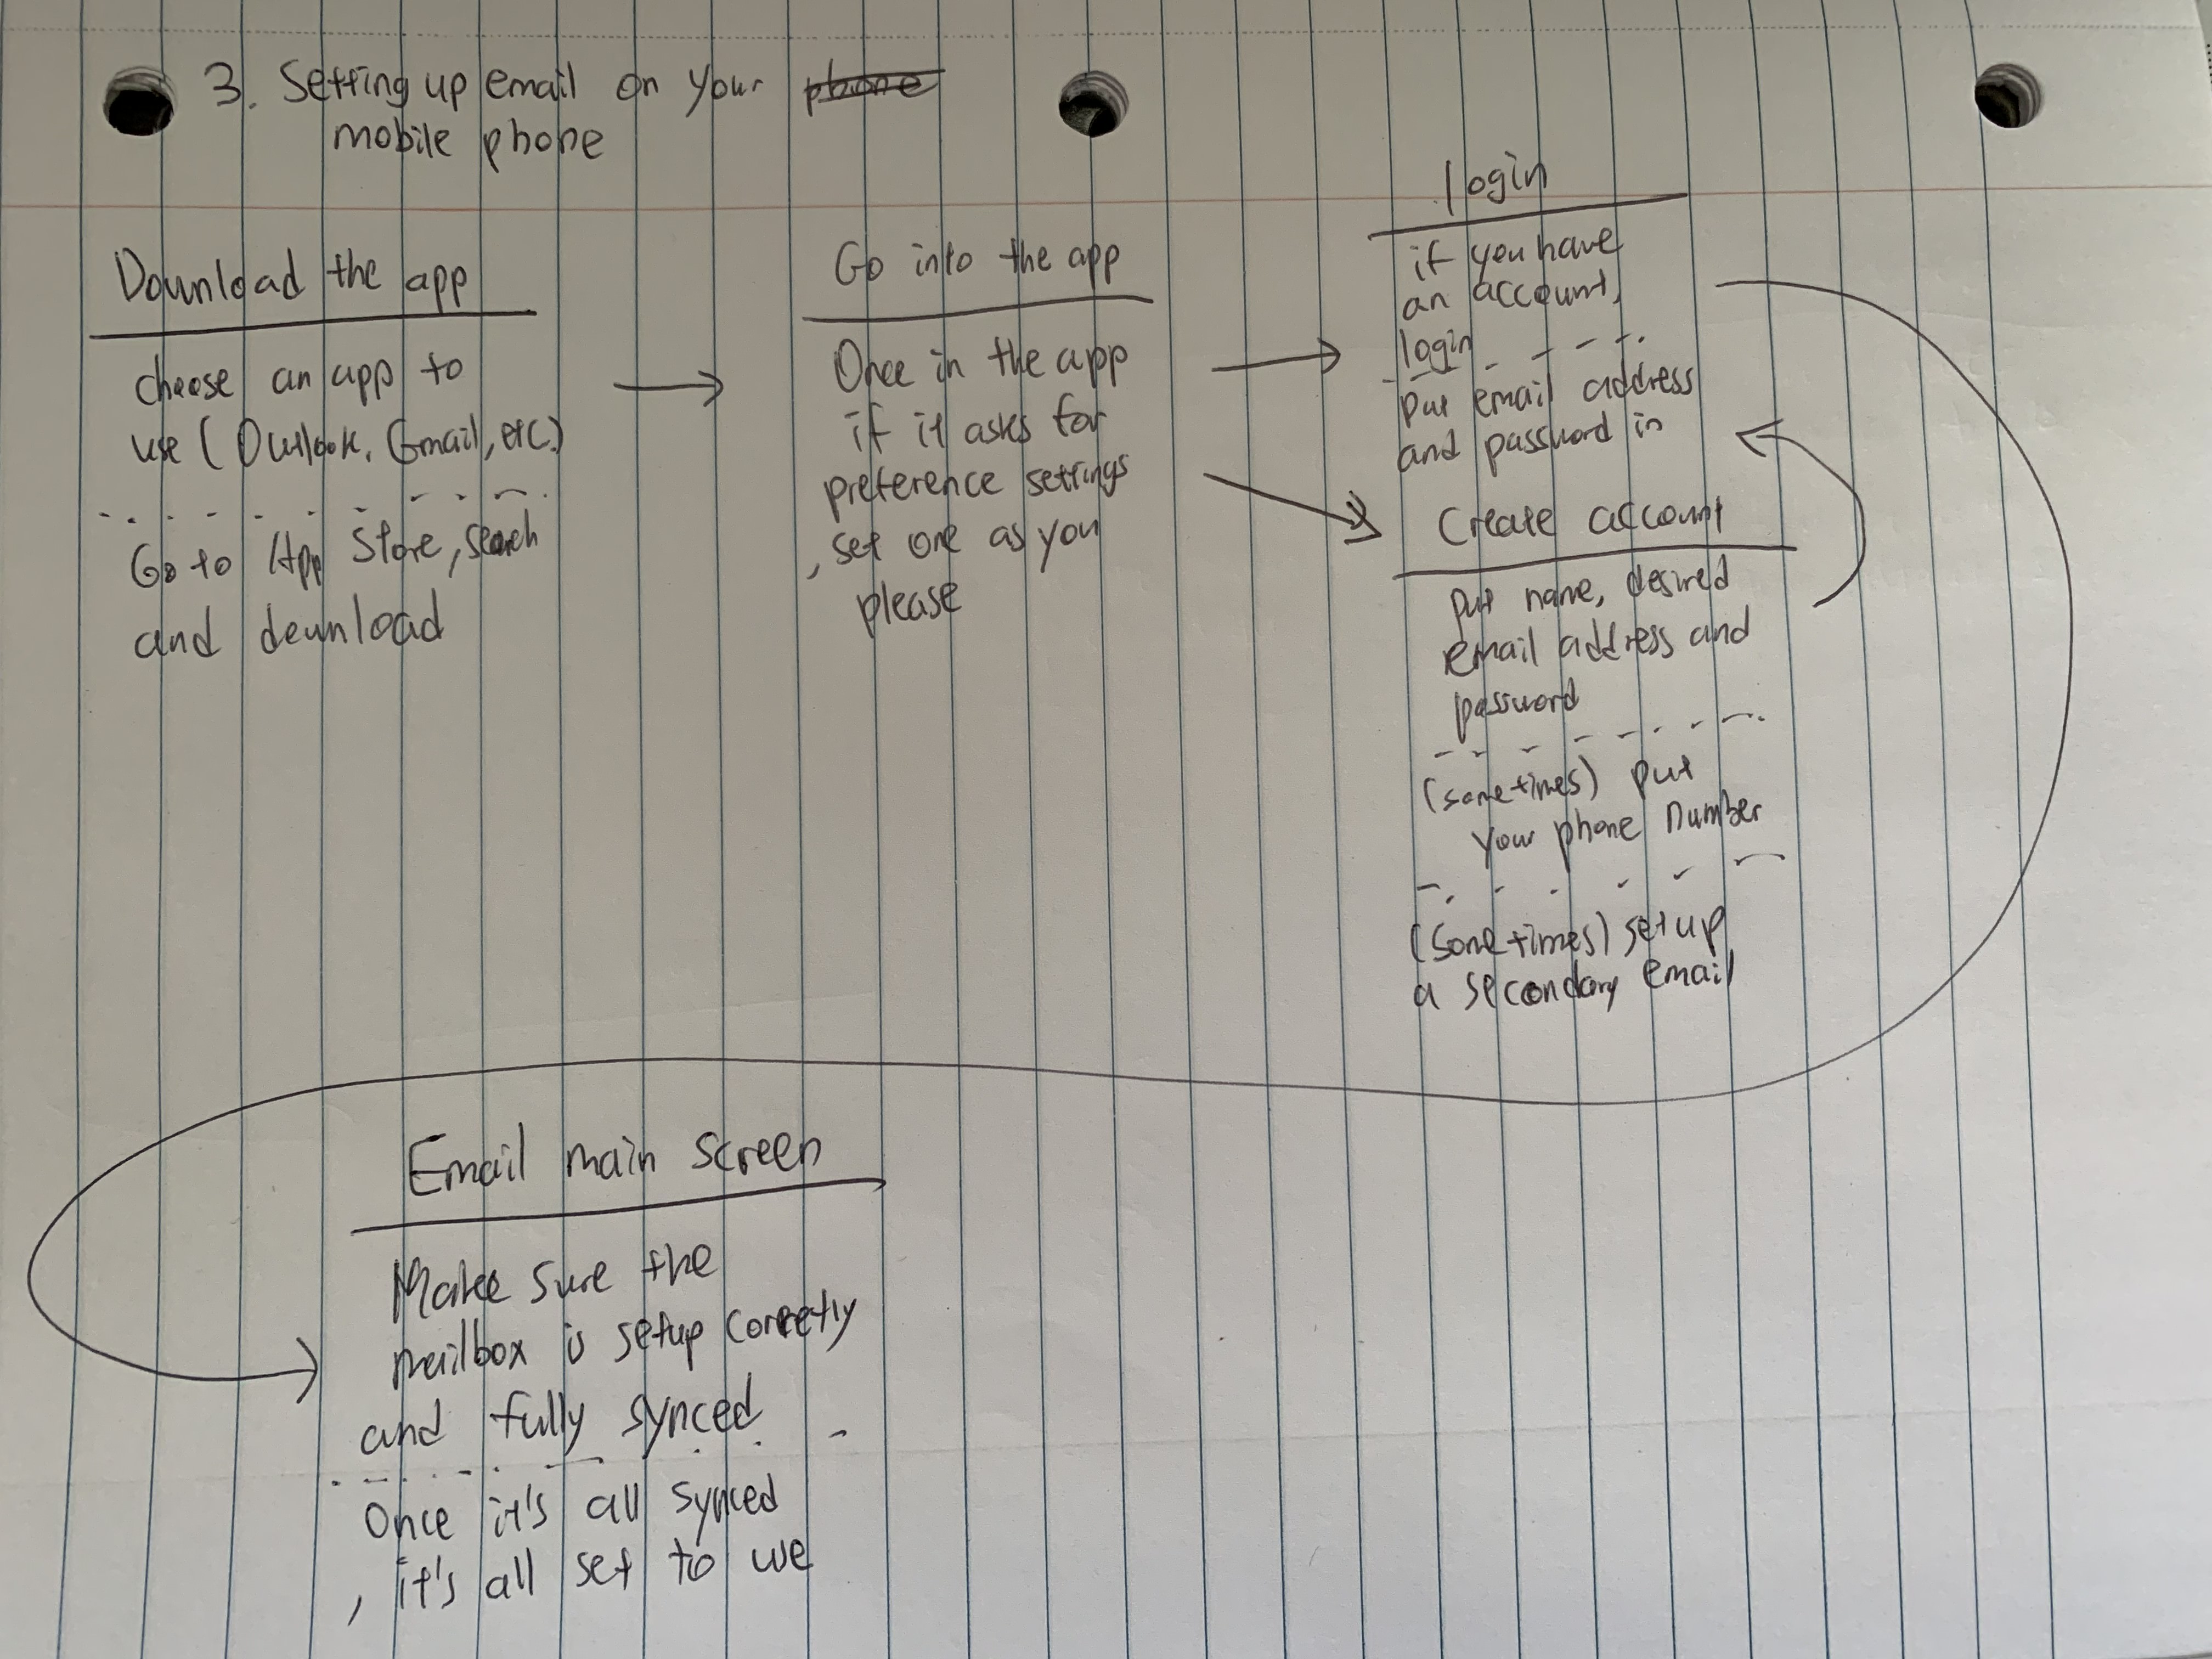 3. Setting up email on your phone
mobile phone
Download the app
choose an app to
use (Outlook, Gmail, etc.)
Go to App Store, search
and download
Go into the app
Once in the app
if it asks for
preference settings
, set one as you
please
login
if you have
an account,
login
put email address
and password in
Create account
put name, desired
email address and
password
(sometimes) put
your phone number
(sometimes) setup
a secondary email
Email main screen
Make sure the
mailbox is setup correctly
and fully synced
Once it's all synced
, it's all set to use